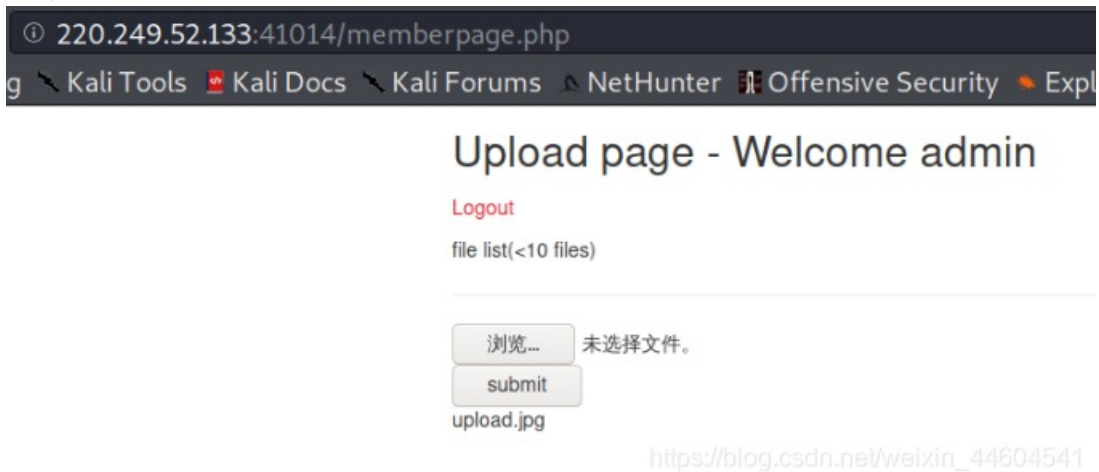 220.249.52.133:41014/memberpage.php
g Kali Tools Kali Docs Kali Forums NetHunter Offensive Security Expl
Upload page - Welcome admin
Logout
file list(<10 files)
浏览… 未选择文件。
submit
upload.jpg
https://blog.csdn.net/weixin_44604541